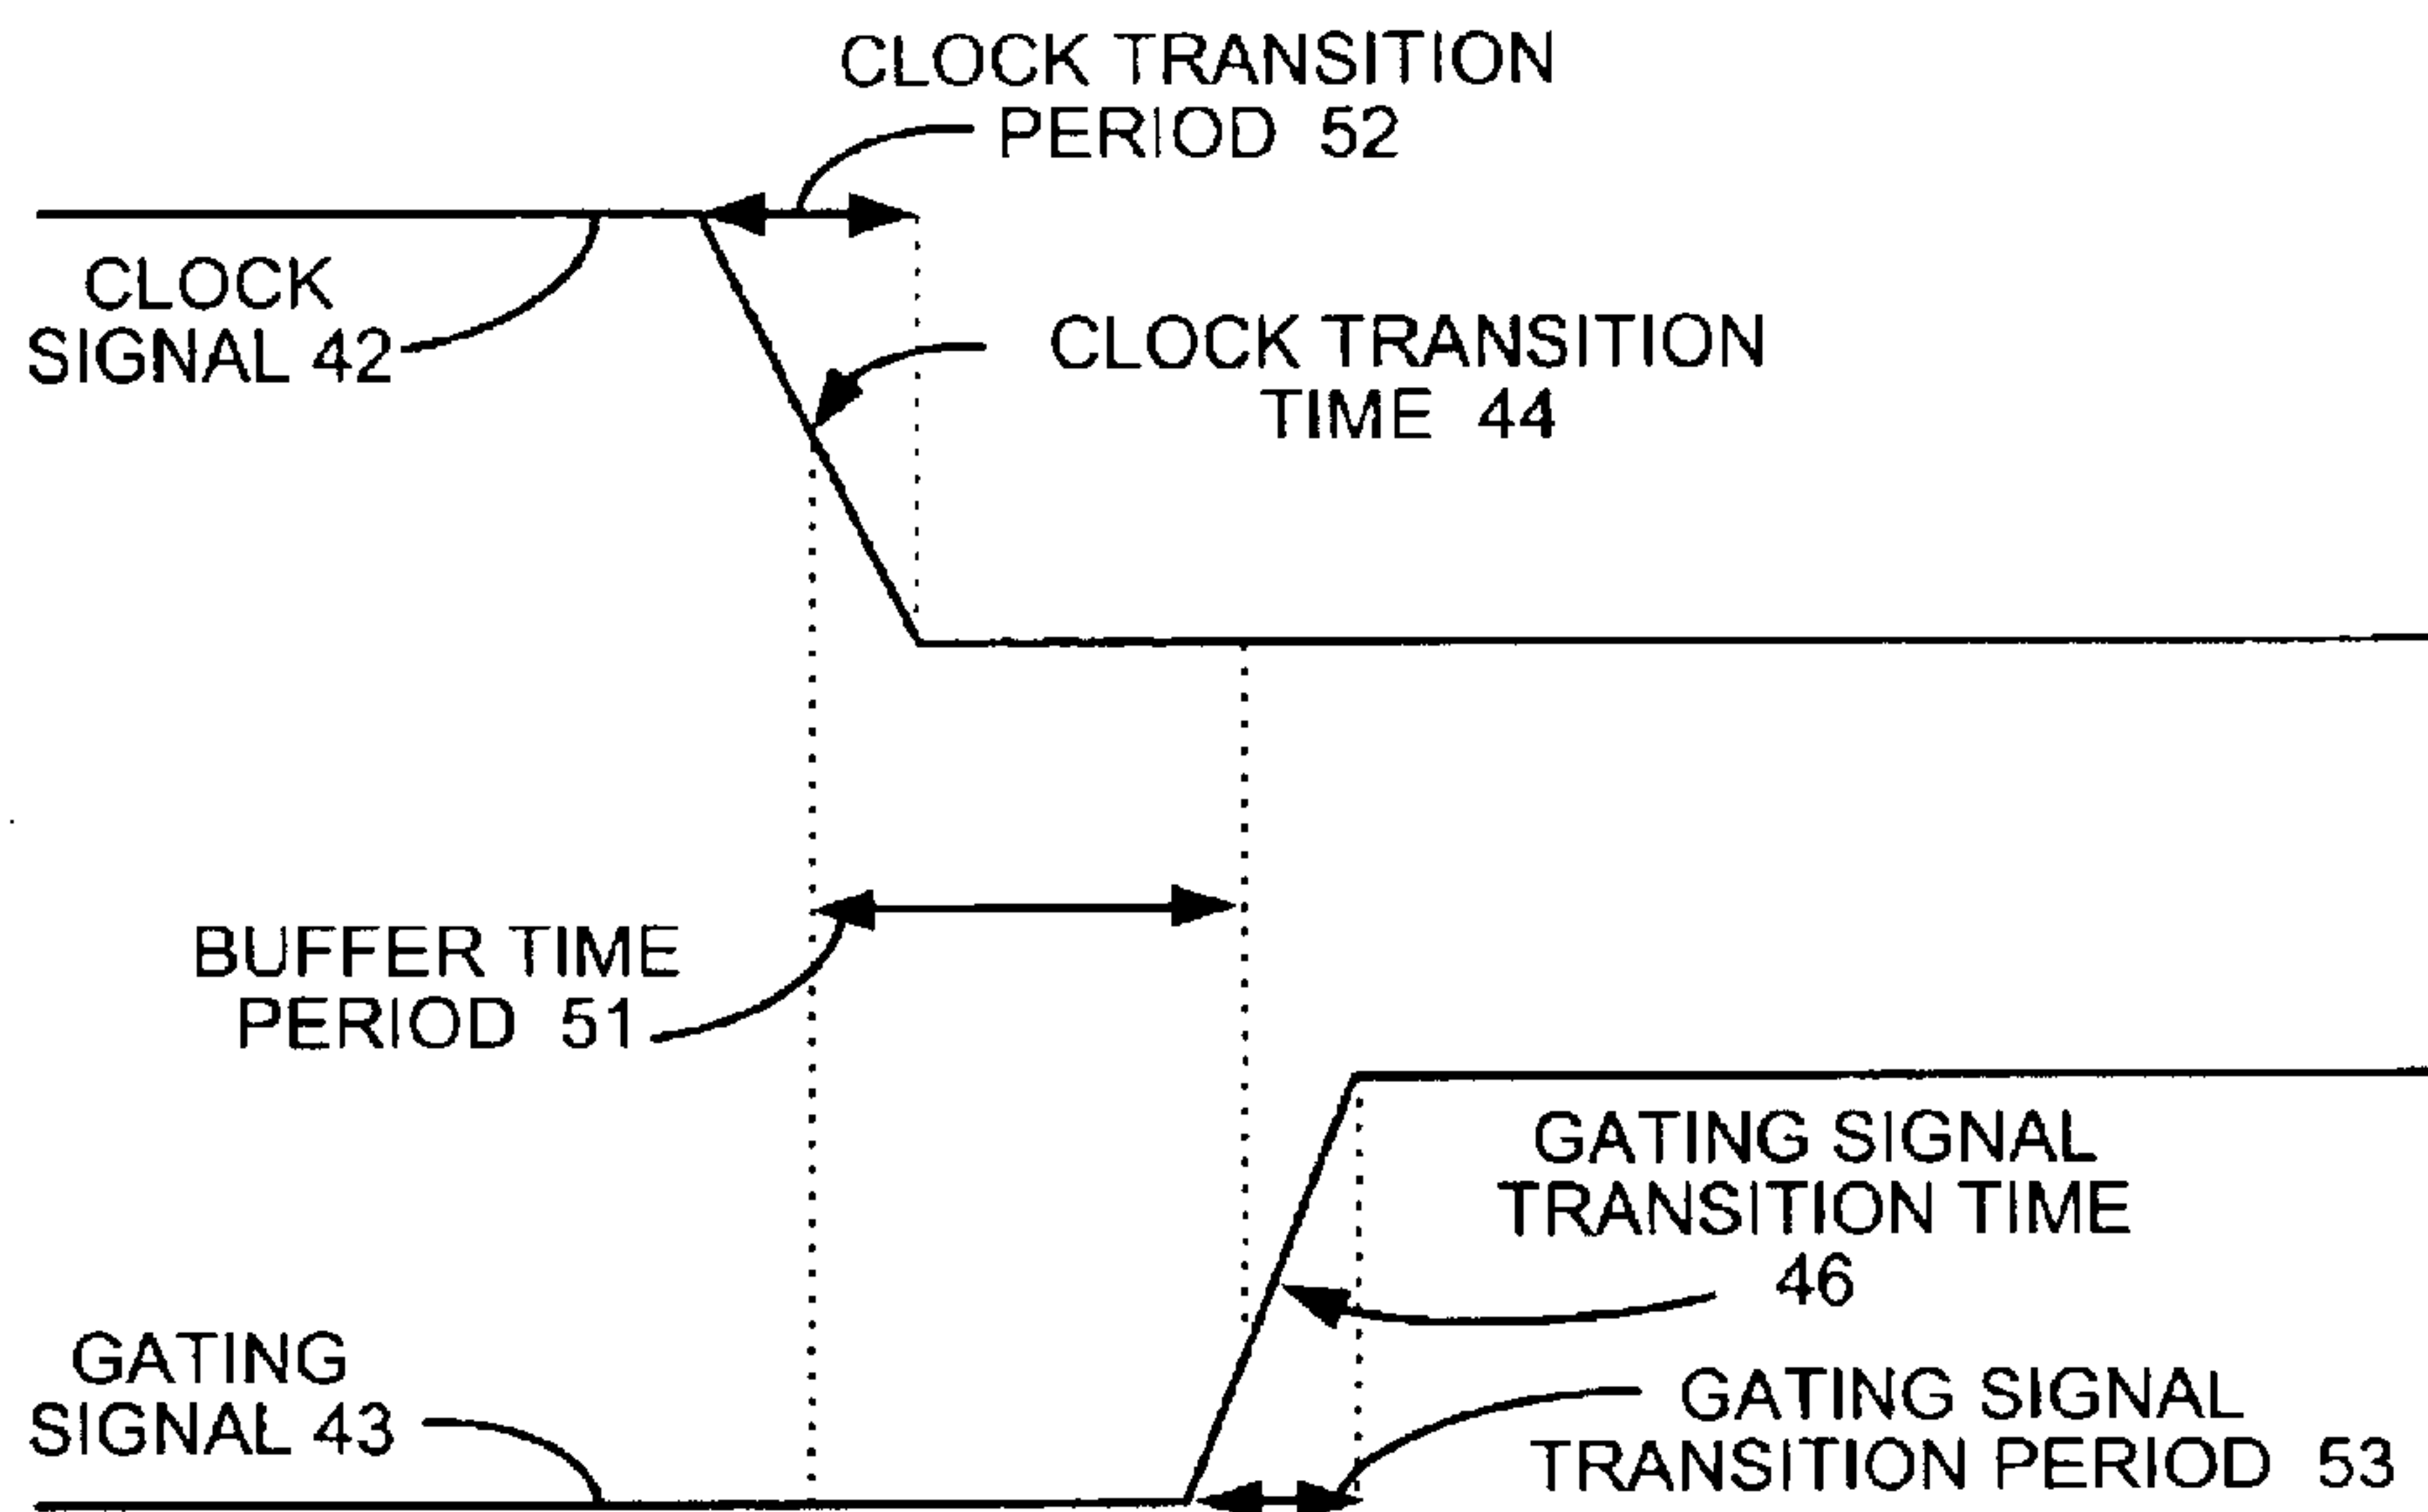 CLOCK TRANSITION
PERIOD 52
CLOCK
SIGNAL 42
CLOCK TRANSITION
TIME 44
BUFFER TIME
PERIOD 51
GATING SIGNAL
TRANSITION TIME
46
GATING
SIGNAL 43
GATING SIGNAL
TRANSITION PERIOD 53